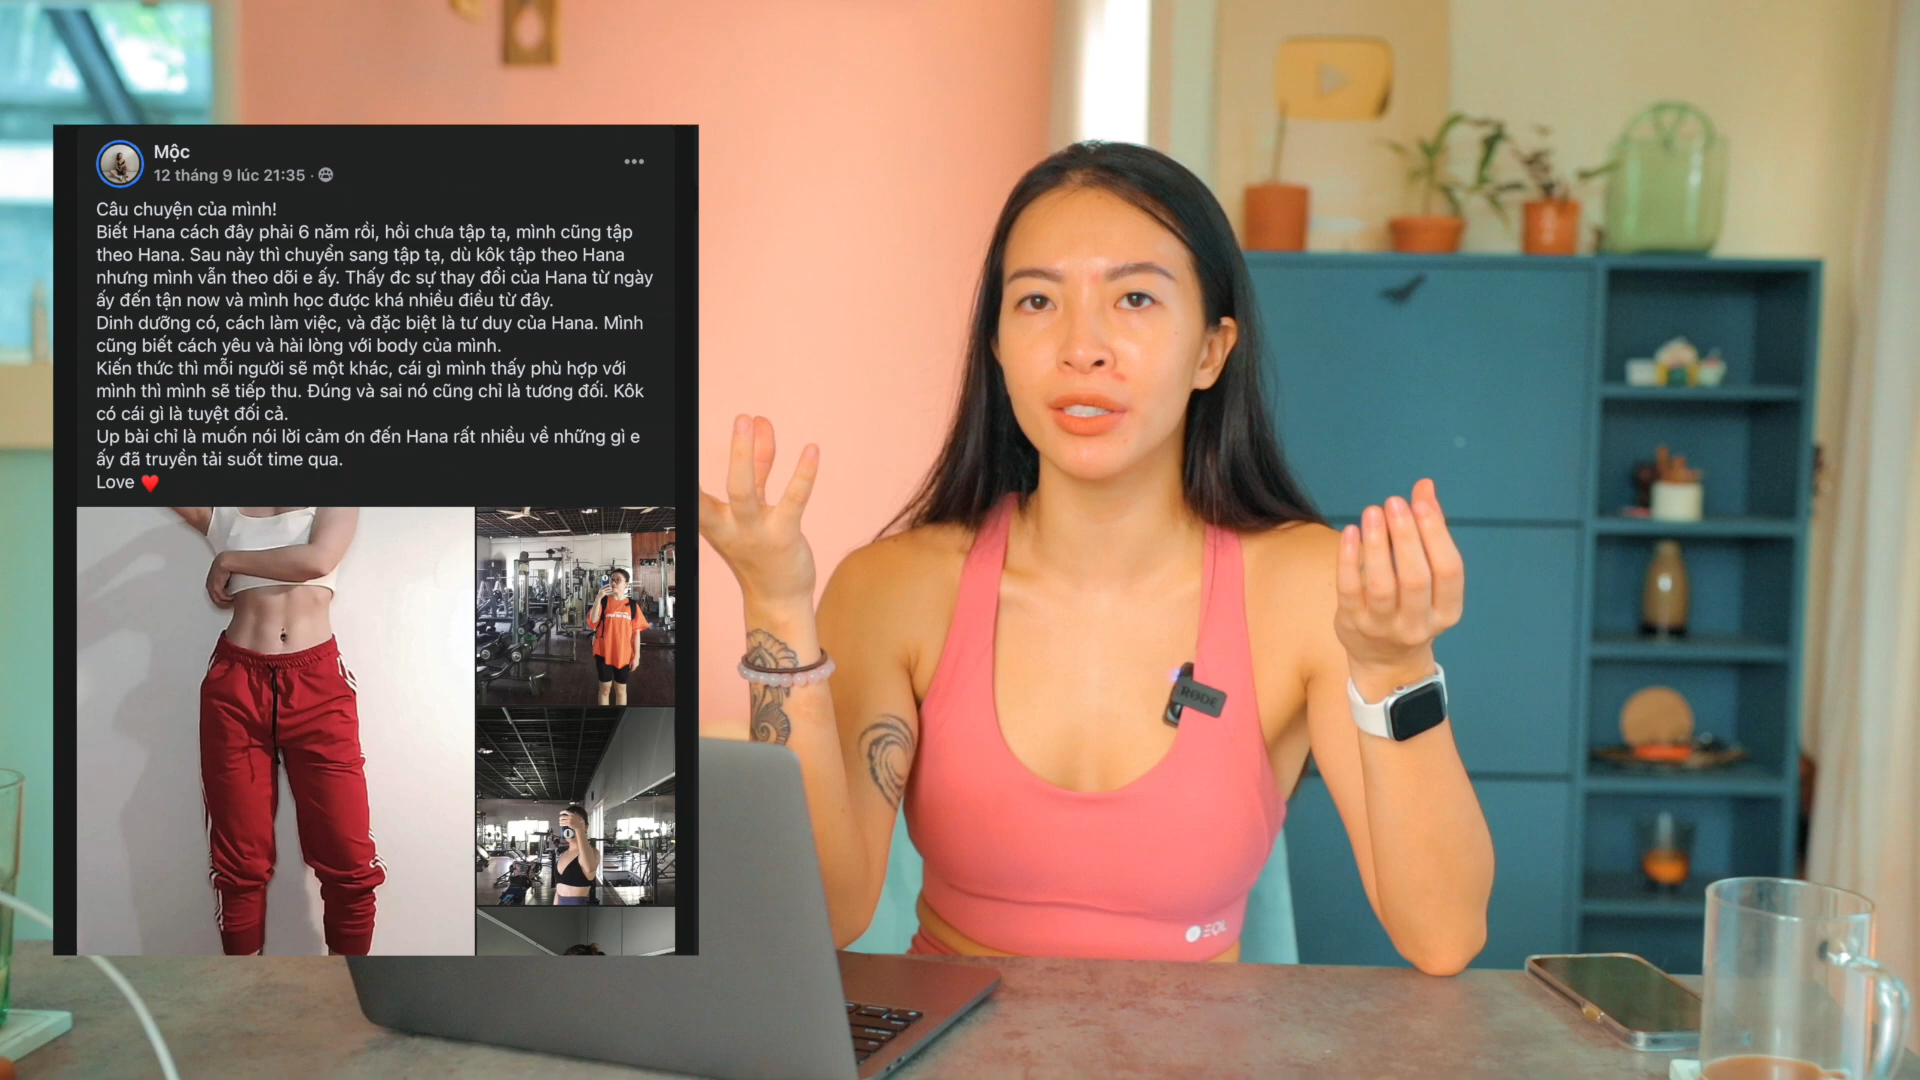 Mộc
12 tháng 9 lúc 21:35 ·
Câu chuyện của mình!
Biết Hana cách đây phải 6 năm rồi, hồi chưa tập tạ, mình cũng tập
theo Hana. Sau này thì chuyển sang tập tạ, dù kôk tập theo Hana
nhưng mình vẫn theo dõi e ấy. Thấy đc sự thay đổi của Hana từ ngày
ấy đến tận now và mình học được khá nhiều điều từ đây.
Dinh dưỡng có, cách làm việc, và đặc biệt là tư duy của Hana. Mình
cũng biết cách yêu và hài lòng với body của mình.
Kiến thức thì mỗi người sẽ một khác, cái gì mình thấy phù hợp với
mình thì mình sẽ tiếp thu. Đúng và sai nó cũng chỉ là tương đối. Kôk
có cái gì là tuyệt đối cả.
Up bài chỉ là muốn nói lời cảm ơn đến Hana rất nhiều về những gì e
ấy đã truyền tải suốt time qua.
Love ❤️
RØDE
EQL